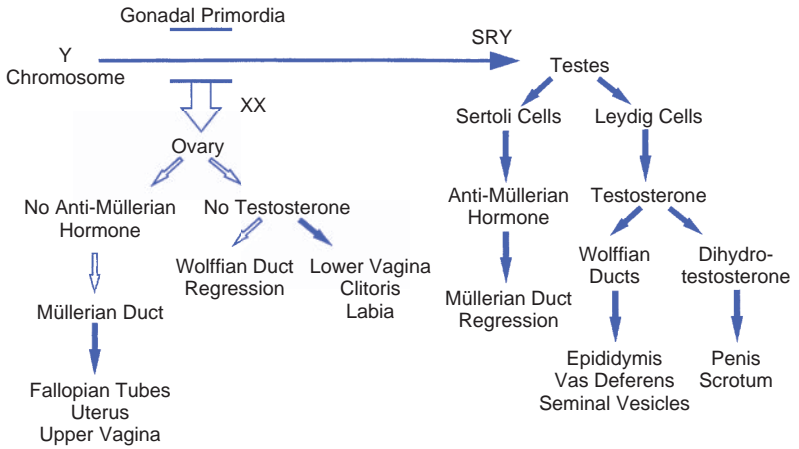 Gonadal Primordia
SRY
Y
Chromosome
Testes
XX
Sertoli Cells
Leydig Cells
Ovary
No Anti-Müllerian
Hormone
No Testosterone
Anti-Müllerian
Hormone
Testosterone
Wolffian Duct
Regression
Lower Vagina
Clitoris
Labia
Wolffian
Ducts
Dihydro-
testosterone
Müllerian Duct
Müllerian Duct
Regression
Fallopian Tubes
Uterus
Upper Vagina
Epididymis
Vas Deferens
Seminal Vesicles
Penis
Scrotum